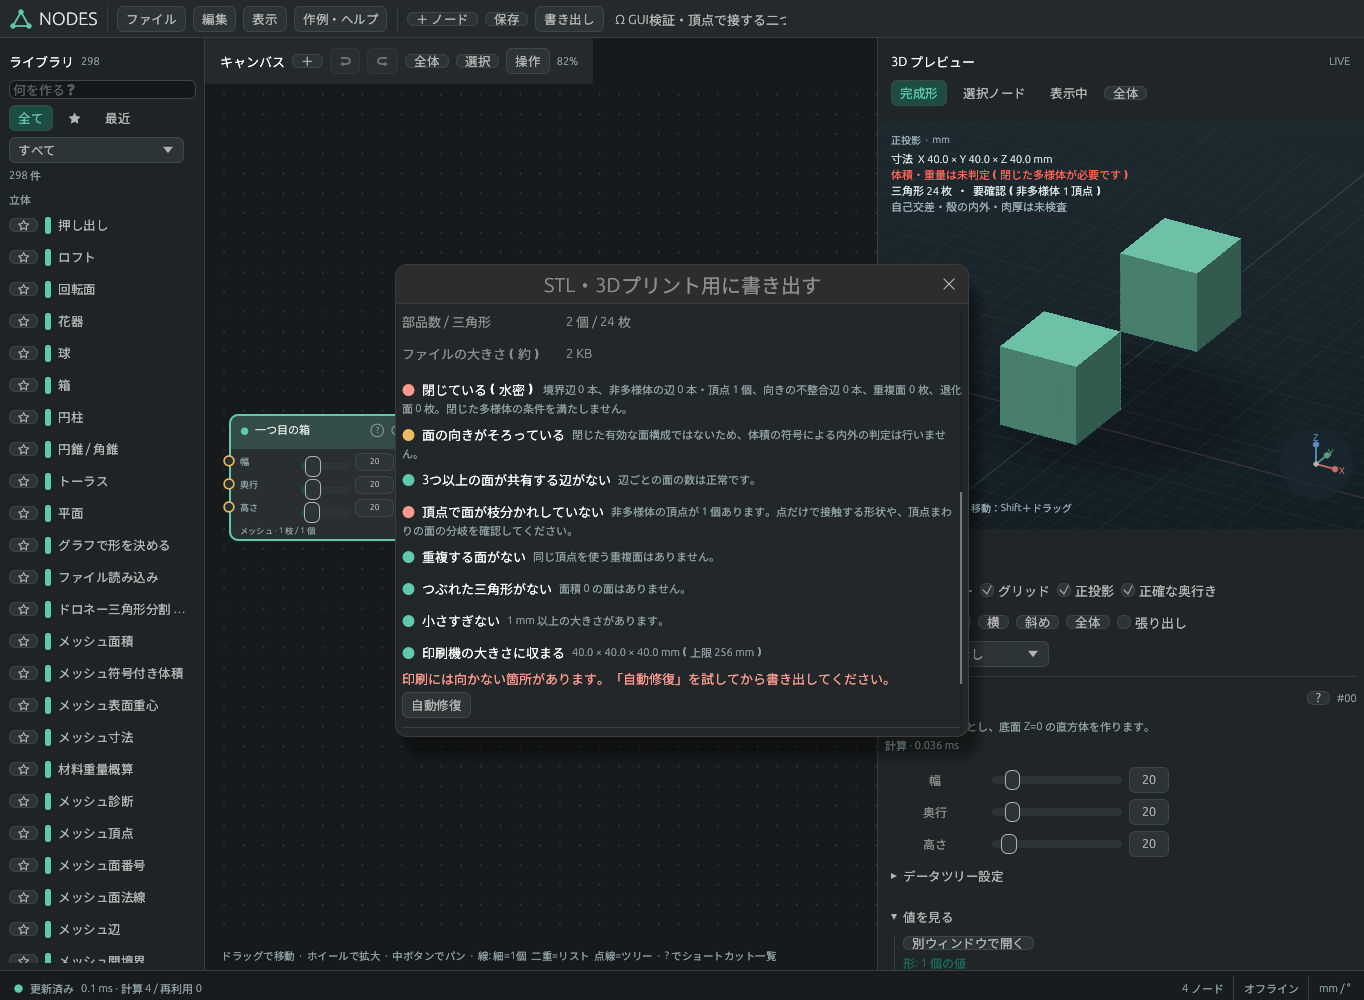 NODES
ファイル
編集
表示
作例・ヘルプ
＋ ノード
保存
書き出し
Ω GUI検証・頂点で接する二つ
ライブラリ 298
何を作る？
全て ★ 最近
すべて
298 件
立体
押し出し
ロフト
回転面
花器
球
箱
円柱
円錐 / 角錐
トーラス
平面
グラフで形を決める
ファイル読み込み
ドロネー三角形分割 …
メッシュ面積
メッシュ符号付き体積
メッシュ表面重心
メッシュ寸法
材料重量概算
メッシュ診断
メッシュ頂点
メッシュ面番号
メッシュ面法線
メッシュ辺
メッシュ開境界
キャンバス ＋ 全体 選択 操作 82%
一つ目の箱 ?
幅 20
奥行 20
高さ 20
メッシュ · 1 枝 / 1 個
STL・3Dプリント用に書き出す
部品数 / 三角形 2 個 / 24 枚
ファイルの大きさ ( 約 ) 2 KB
閉じている ( 水密 ) 境界辺 0 本、非多様体の辺 0 本・頂点 1 個、向きの不整合辺 0 本、重複面 0 枚、退化
面 0 枚。閉じた多様体の条件を満たしません。
面の向きがそろっている 閉じた有効な面構成ではないため、体積の符号による内外の判定は行いませ
ん。
3つ以上の面が共有する辺がない 辺ごとの面の数は正常です。
頂点で面が枝分かれしていない 非多様体の頂点が 1 個あります。点だけで接触する形状や、頂点まわ
りの面の分岐を確認してください。
重複する面がない 同じ頂点を使う重複面はありません。
つぶれた三角形がない 面積 0 の面はありません。
小さすぎない 1 mm 以上の大きさがあります。
印刷機の大きさに収まる 40.0 × 40.0 × 40.0 mm ( 上限 256 mm )
印刷には向かない箇所があります。「自動修復」を試してから書き出してください。
自動修復
ドラッグで移動 · ホイールで拡大 · 中ボタンでパン · 線: 細=1個 二重=リスト 点線=ツリー · ? でショートカット一覧
3D プレビュー LIVE
完成形 選択ノード 表示中 全体
正投影 · mm
寸法 X 40.0 × Y 40.0 × Z 40.0 mm
体積・重量は未判定 ( 閉じた多様体が必要です )
三角形 24 枚 ・ 要確認 ( 非多様体 1 頂点 )
自己交差・殻の内外・肉厚は未検査
Z
Y
X
移動 : Shift＋ドラッグ
グリッド 正投影 正確な奥行き
横 斜め 全体 張り出し
し
? #00
とし、底面 Z=0 の直方体を作ります。
計算 · 0.036 ms
幅 20
奥行 20
高さ 20
データツリー設定
値を見る
別ウィンドウで開く
形: 1 個の値
更新済み 0.1 ms · 計算 4 / 再利用 0
4 ノード オフライン mm / °